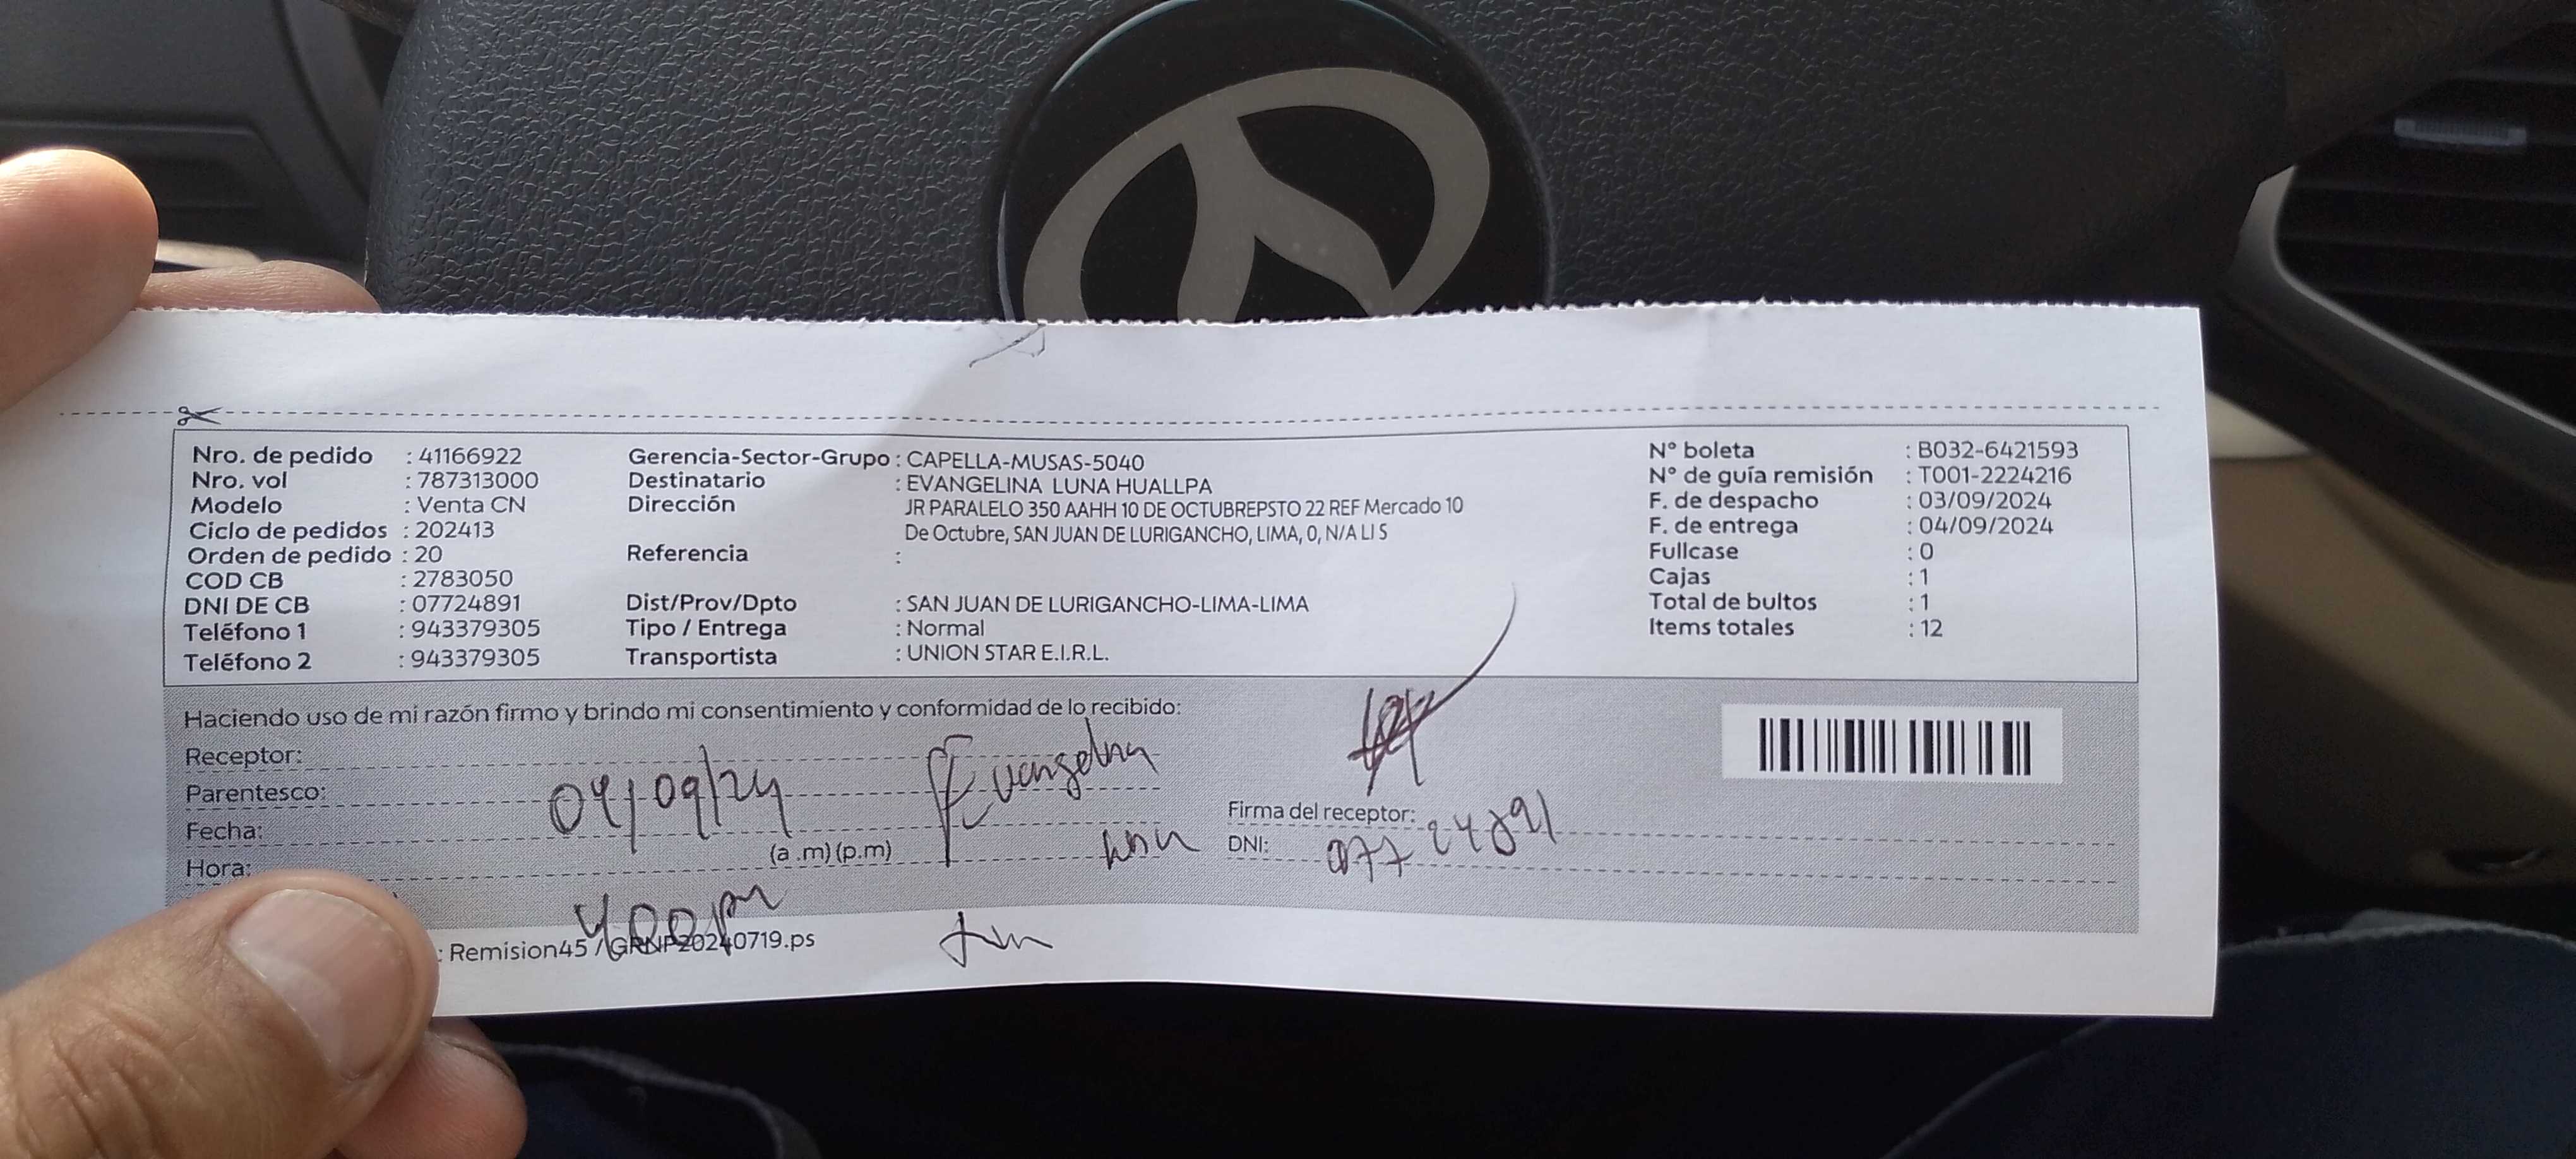 Nro. de pedido : 41166922
Nro. vol : 787313000
Modelo : Venta CN
Ciclo de pedidos : 202413
Orden de pedido : 20
COD CB : 2783050
DNI DE CB : 07724891
Teléfono 1 : 943379305
Teléfono 2 : 943379305
Gerencia-Sector-Grupo : CAPELLA-MUSAS-5040
Destinatario : EVANGELINA LUNA HUALLPA
Dirección : JR PARALELO 350 AAHH 10 DE OCTUBREPSTO 22 REF Mercado 10
De Octubre, SAN JUAN DE LURIGANCHO, LIMA, 0, N/A LI S
Referencia :
Dist/Prov/Dpto : SAN JUAN DE LURIGANCHO-LIMA-LIMA
Tipo / Entrega : Normal
Transportista : UNION STAR E.I.R.L.
N° boleta : B032-6421593
N° de guía remisión : T001-2224216
F. de despacho : 03/09/2024
F. de entrega : 04/09/2024
Fullcase : 0
Cajas : 1
Total de bultos : 1
Items totales : 12
Haciendo uso de mi razón firmo y brindo mi consentimiento y conformidad de lo recibido:
Receptor: Evangelina
Parentesco:
Fecha: 04/09/24
Hora: (a .m) (p.m)
400pm
Firma del receptor:
DNI: 07724891
: Remision45 / GRNP20240719.ps